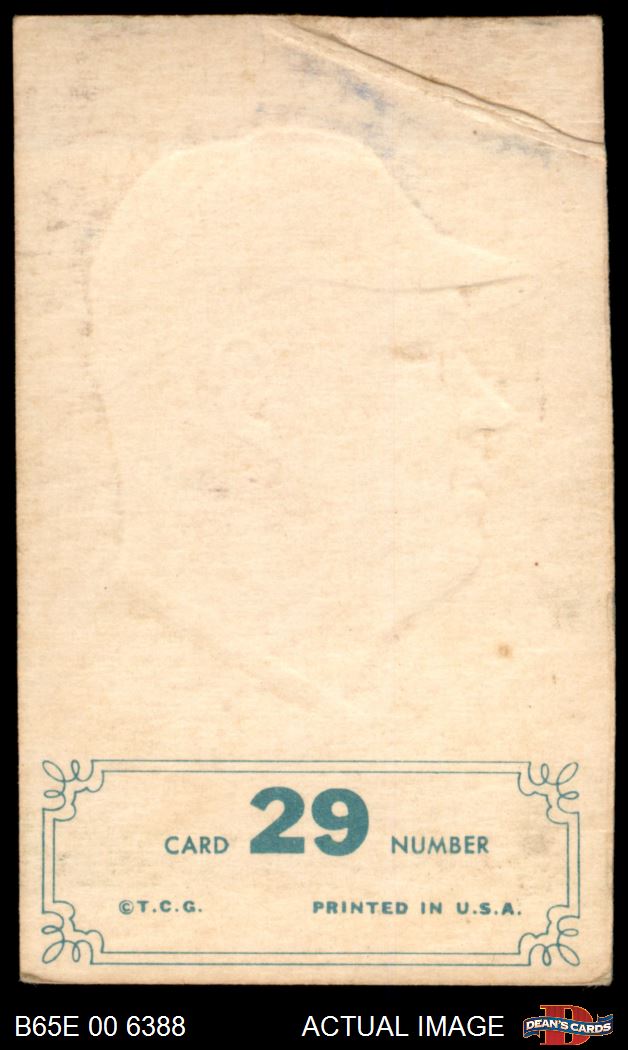 CARD 29 NUMBER
©T.C.G. PRINTED IN U.S.A.
B65E 00 6388 ACTUAL IMAGE DEAN'S CARDS